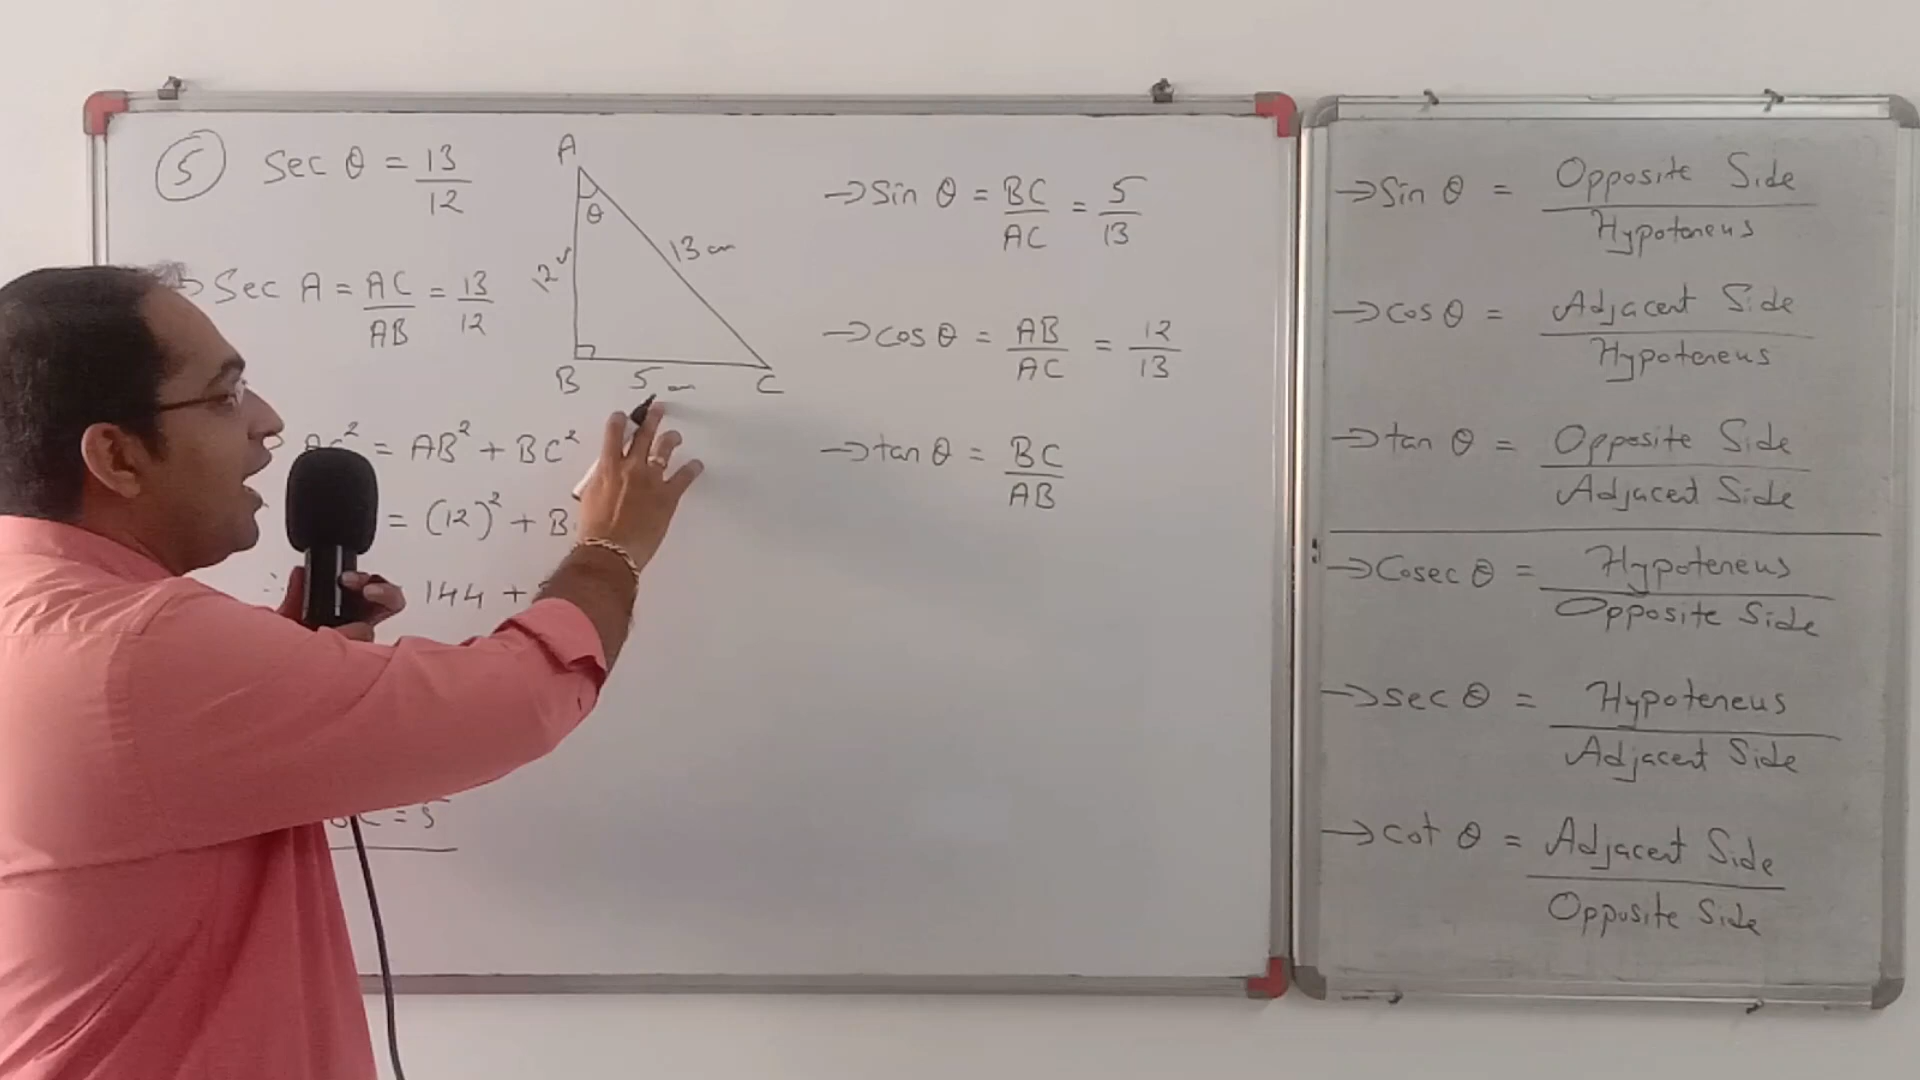 5 Sec θ = 13/12
Sec A = AC/AB = 13/12
AC² = AB² + BC²
= (12)² + B
∴ 144 +
BC = 5
A
θ
12
13 cm
B 5 cm C
→ Sin θ = BC/AC = 5/13
→ cos θ = AB/AC = 12/13
→ tan θ = BC/AB
→ Sin θ = Opposite Side/Hypoteneus
→ cos θ = Adjacent Side/Hypoteneus
→ tan θ = Opposite Side/Adjacent Side
→ Cosec θ = Hypoteneus/Opposite Side
→ sec θ = Hypoteneus/Adjacent Side
→ cot θ = Adjacent Side/Opposite Side